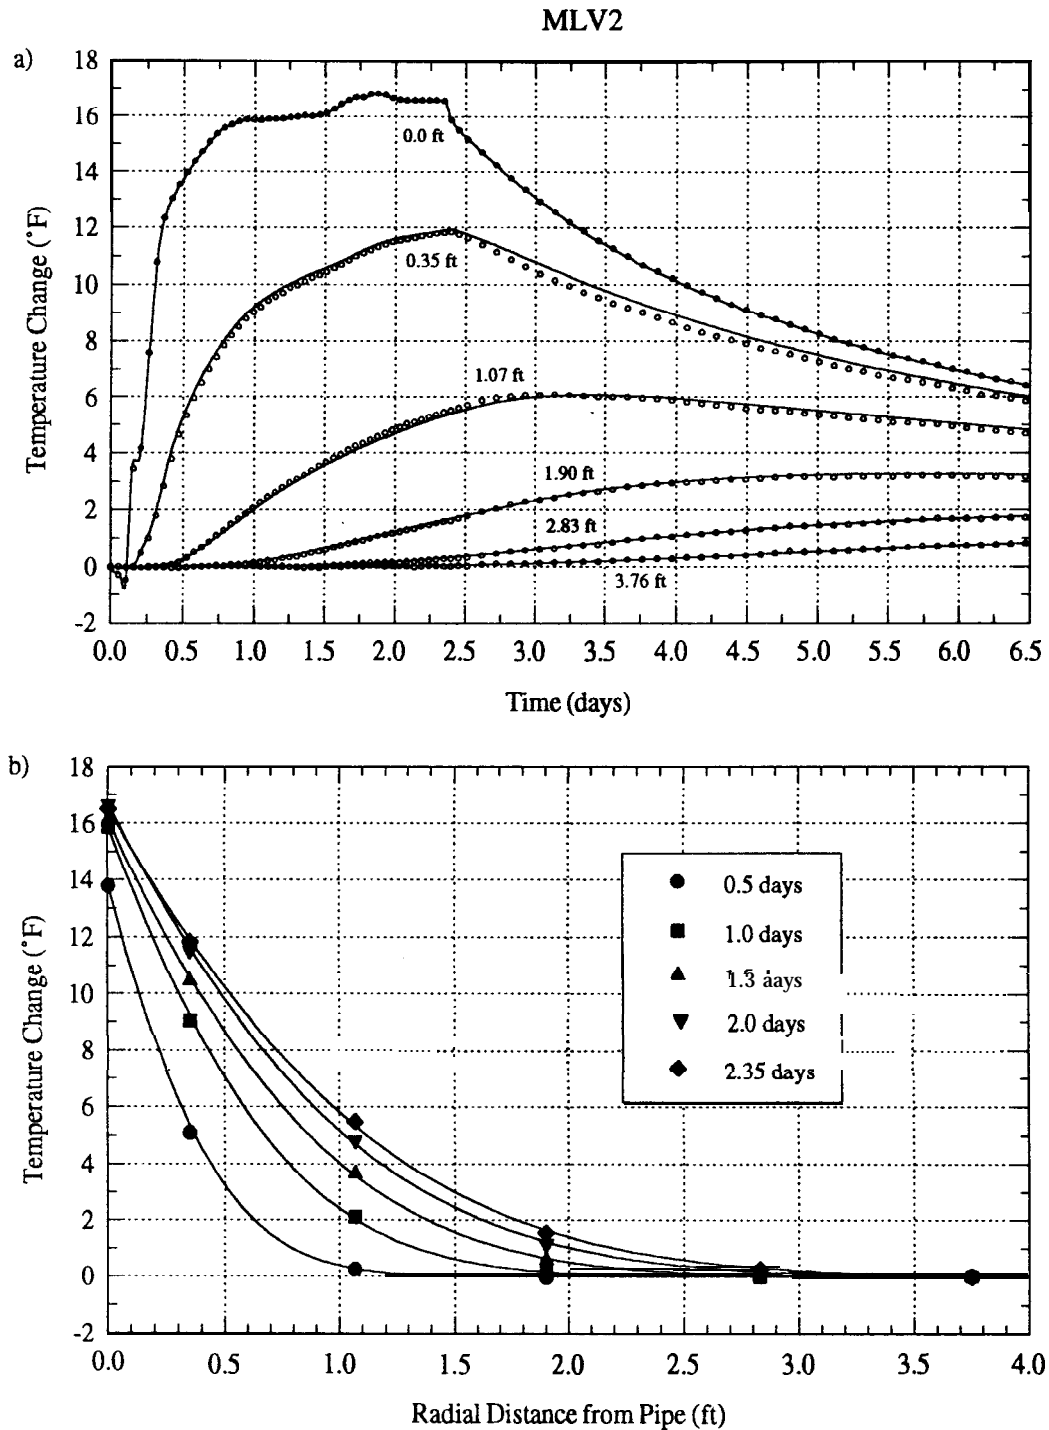 MLV2
a)
18
16
14
12
10
8
6
4
2
0
-2
Temperature Change (˚F)
0.0 ft
0.35 ft
1.07 ft
1.90 ft
2.83 ft
3.76 ft
0.0 0.5 1.0 1.5 2.0 2.5 3.0 3.5 4.0 4.5 5.0 5.5 6.0 6.5
Time (days)
b)
18
16
14
12
10
8
6
4
2
0
-2
Temperature Change (˚F)
0.5 days
1.0 days
days
2.0 days
2.35 days
0.0 0.5 1.0 1.5 2.0 2.5 3.0 3.5 4.0
Radial Distance from Pipe (ft)